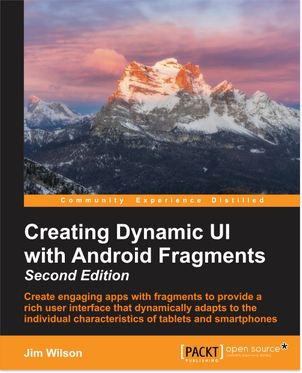 Community Experience Distilled
Creating Dynamic UI
with Android Fragments
Second Edition
Create engaging apps with fragments to provide a
rich user interface that dynamically adapts to the
individual characteristics of tablets and smartphones
Jim Wilson
[PACKT]
PUBLISHING
open source